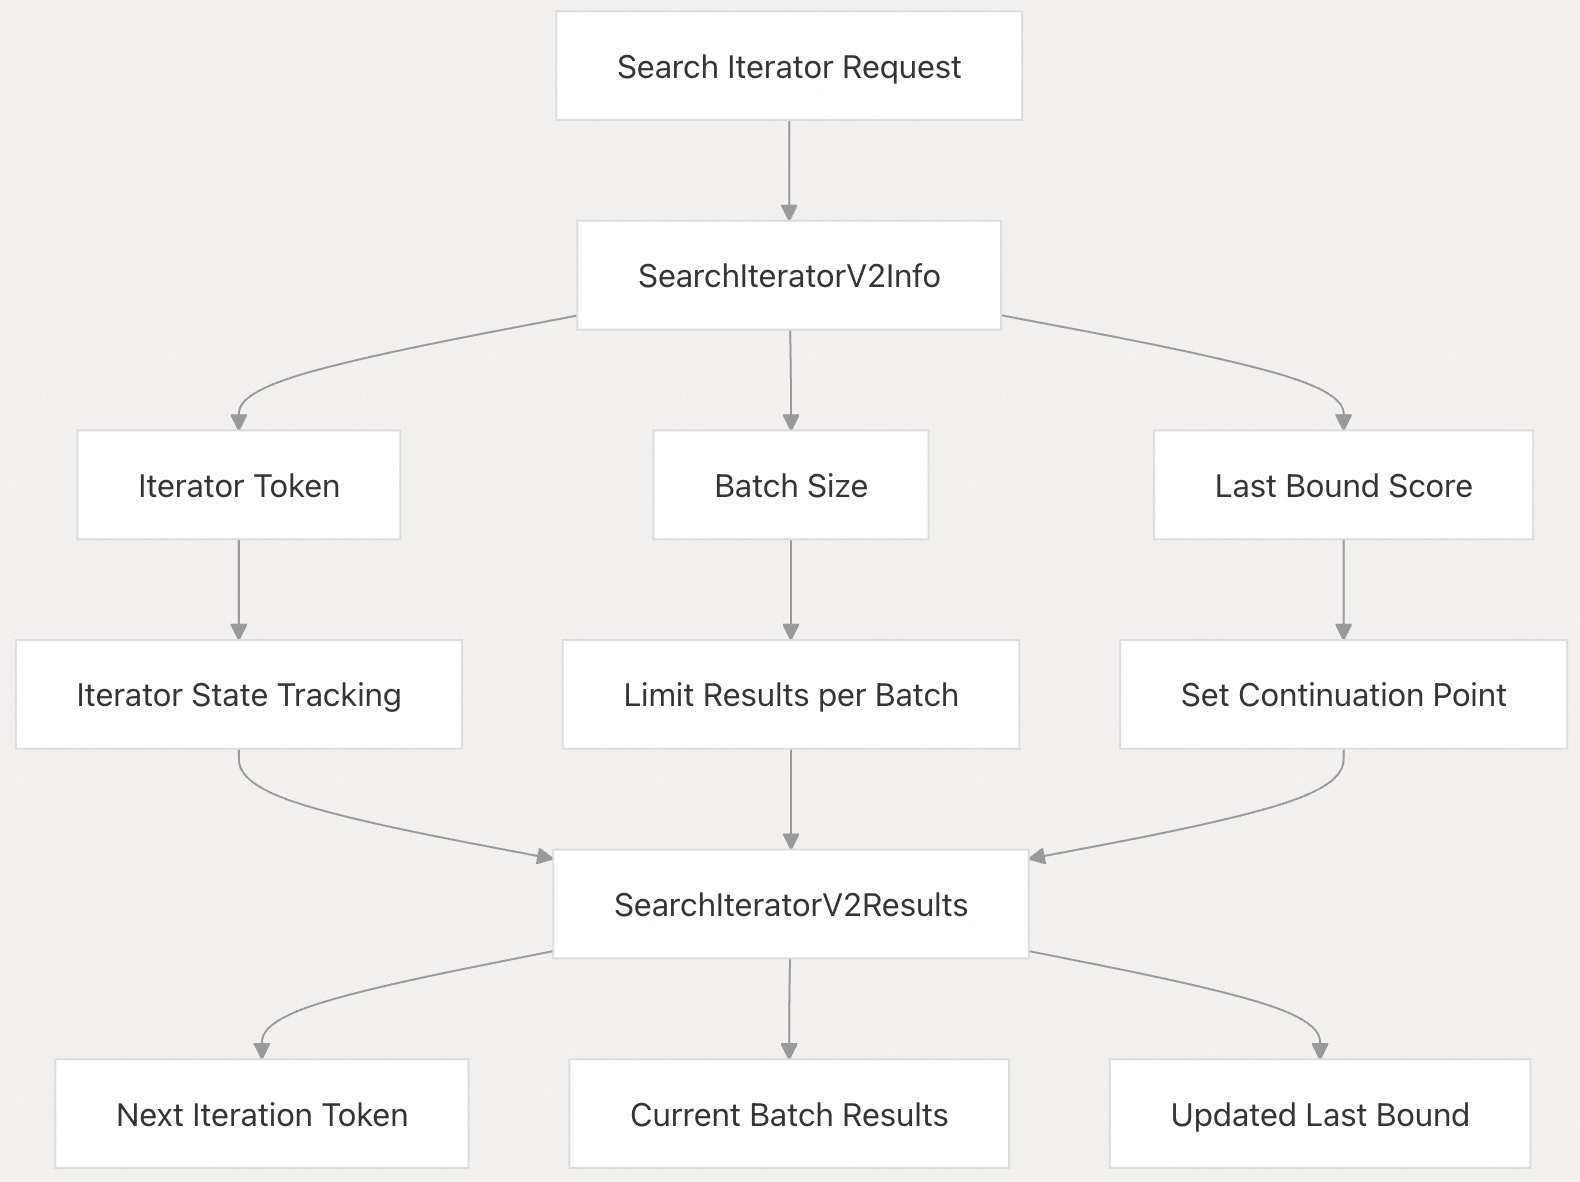 Search Iterator Request
SearchIteratorV2Info
Iterator Token
Batch Size
Last Bound Score
Iterator State Tracking
Limit Results per Batch
Set Continuation Point
SearchIteratorV2Results
Next Iteration Token
Current Batch Results
Updated Last Bound